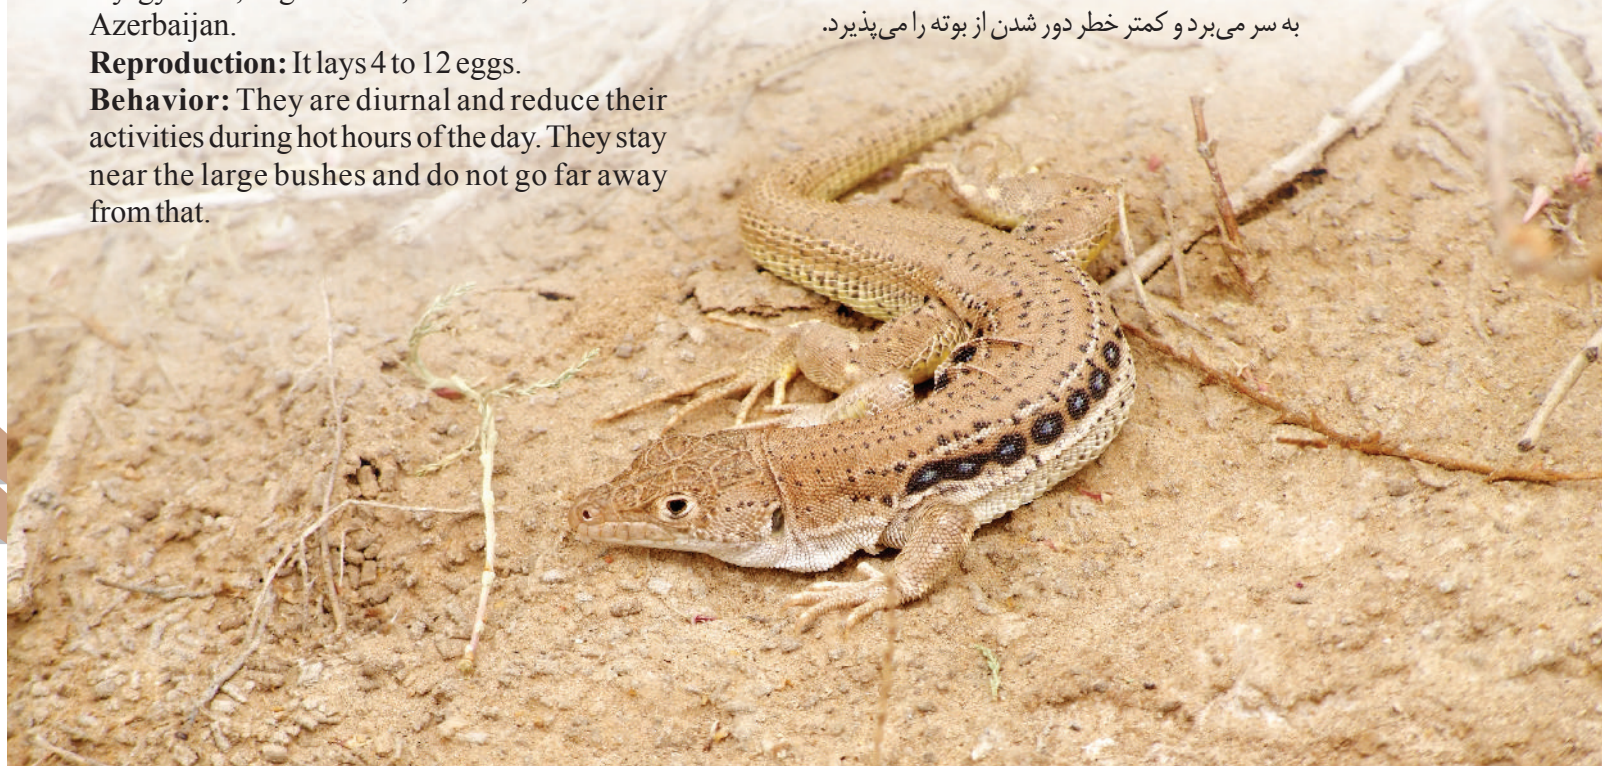 Azerbaijan.
Reproduction: It lays 4 to 12 eggs.
Behavior: They are diurnal and reduce their
activities during hot hours of the day. They stay
near the large bushes and do not go far away
from that.
به سر می‌برد و کمتر خطر دور شدن از بوته را می‌پذیرد.